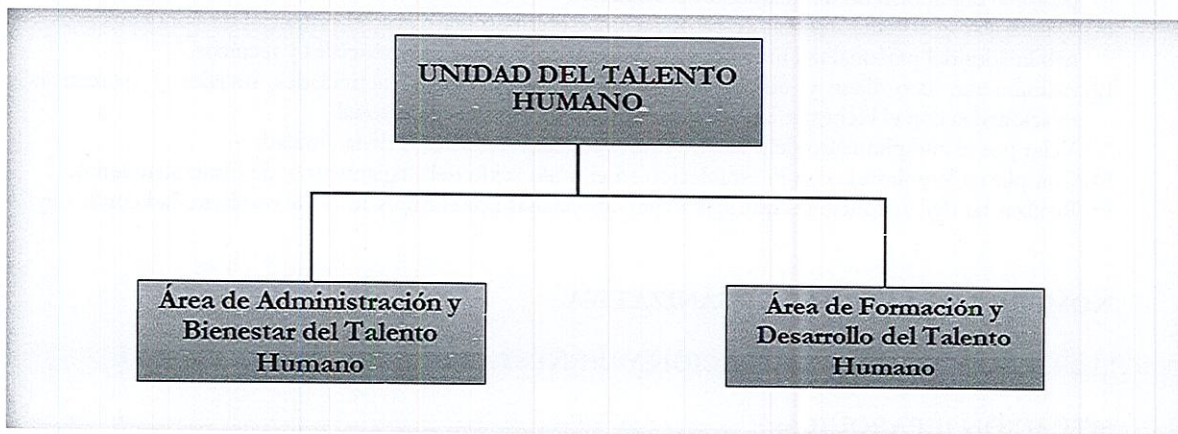 UNIDAD DEL TALENTO
HUMANO
Área de Administración y
Bienestar del Talento
Humano
Área de Formación y
Desarrollo del Talento
Humano